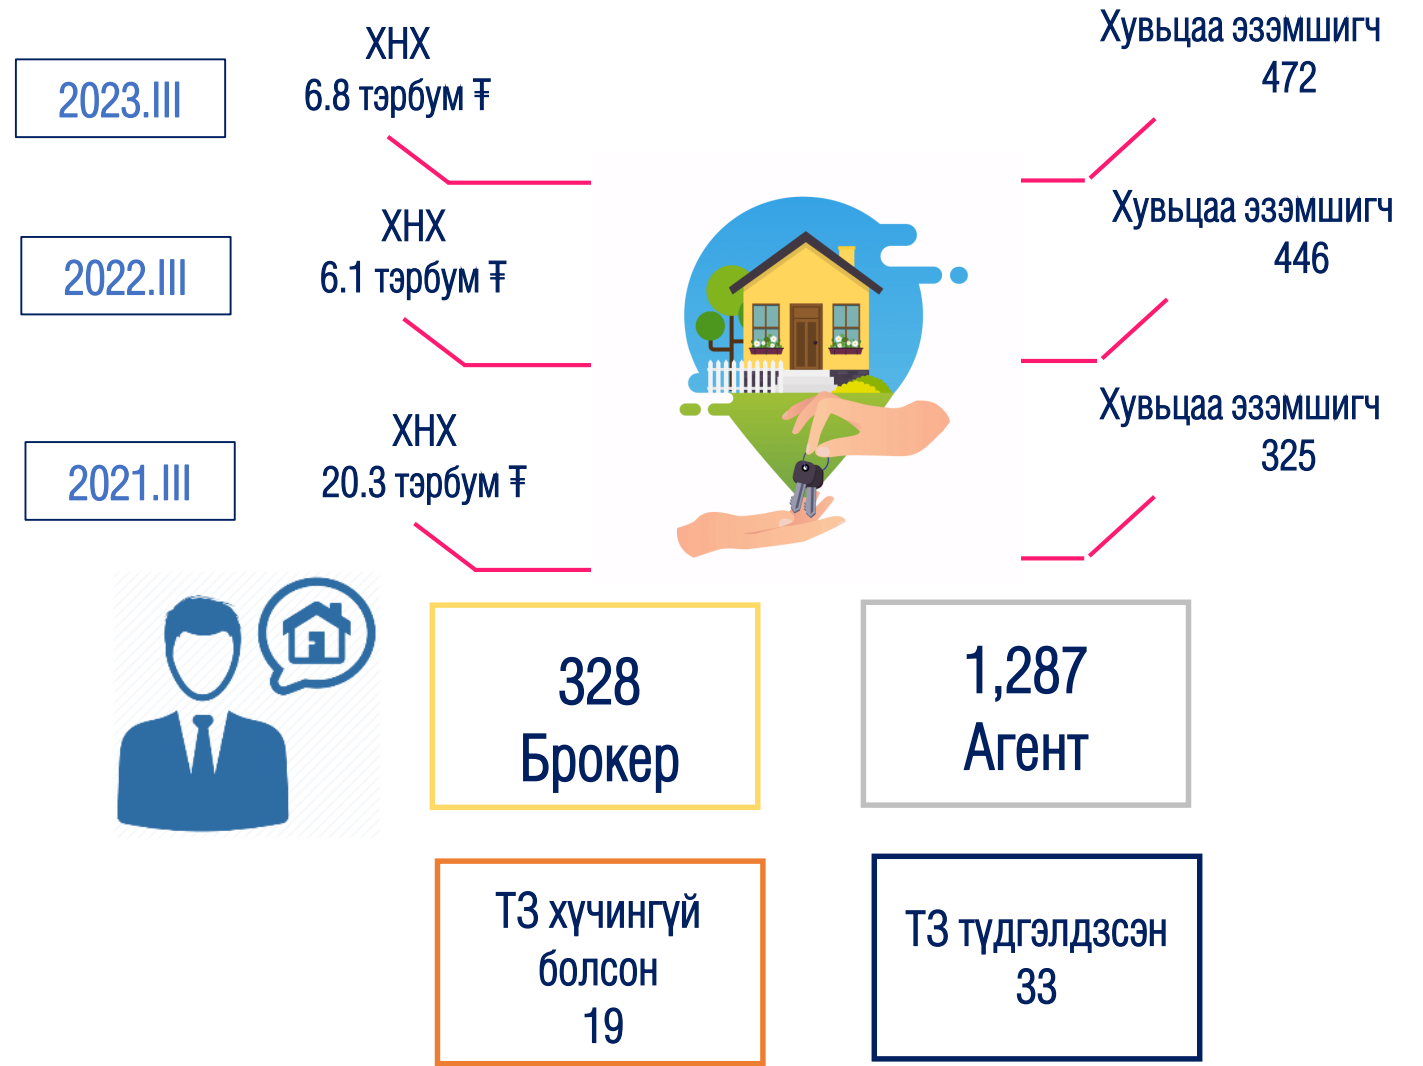 2023.III
ХНХ
6.8 тэрбум ₮
Хувьцаа эзэмшигч
472
2022.III
ХНХ
6.1 тэрбум ₮
Хувьцаа эзэмшигч
446
2021.III
ХНХ
20.3 тэрбум ₮
Хувьцаа эзэмшигч
325
328
Брокер
1,287
Агент
ТЗ хүчингүй
болсон
19
ТЗ түдгэлдзсэн
33